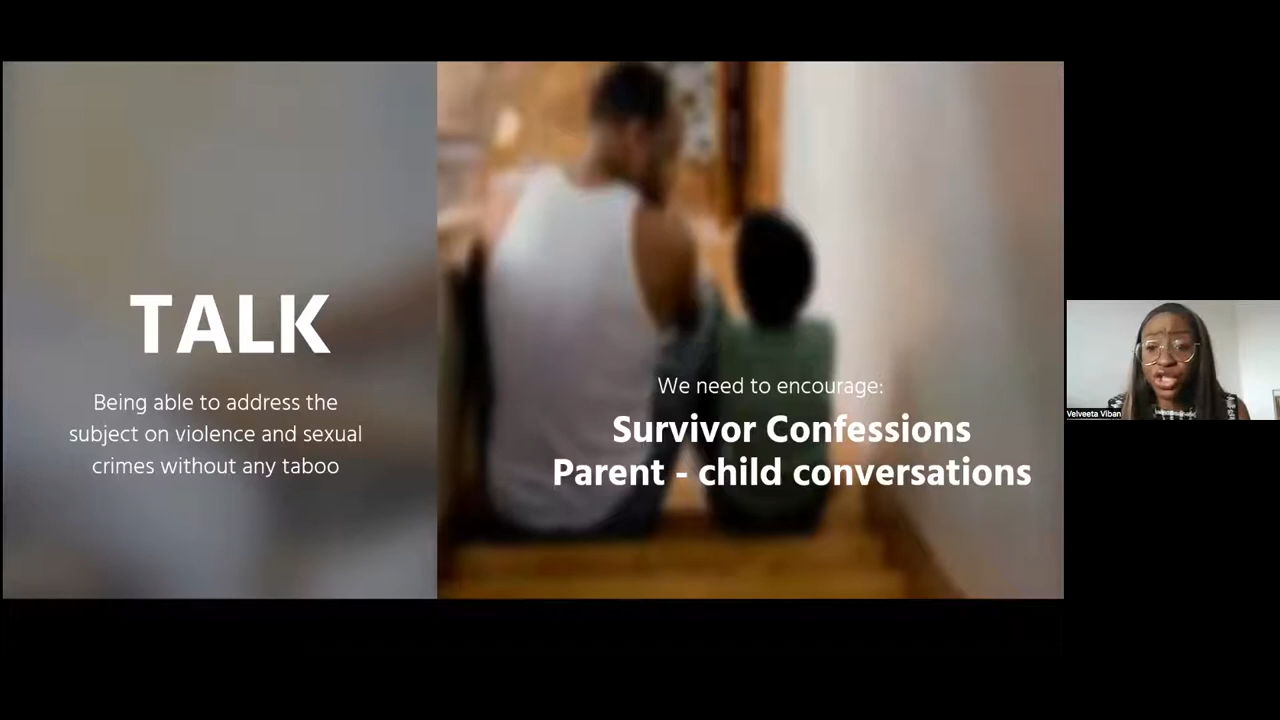 TALK
Being able to address the
subject on violence and sexual
crimes without any taboo
We need to encourage:
Survivor Confessions
Parent - child conversations
Velveeta Viban